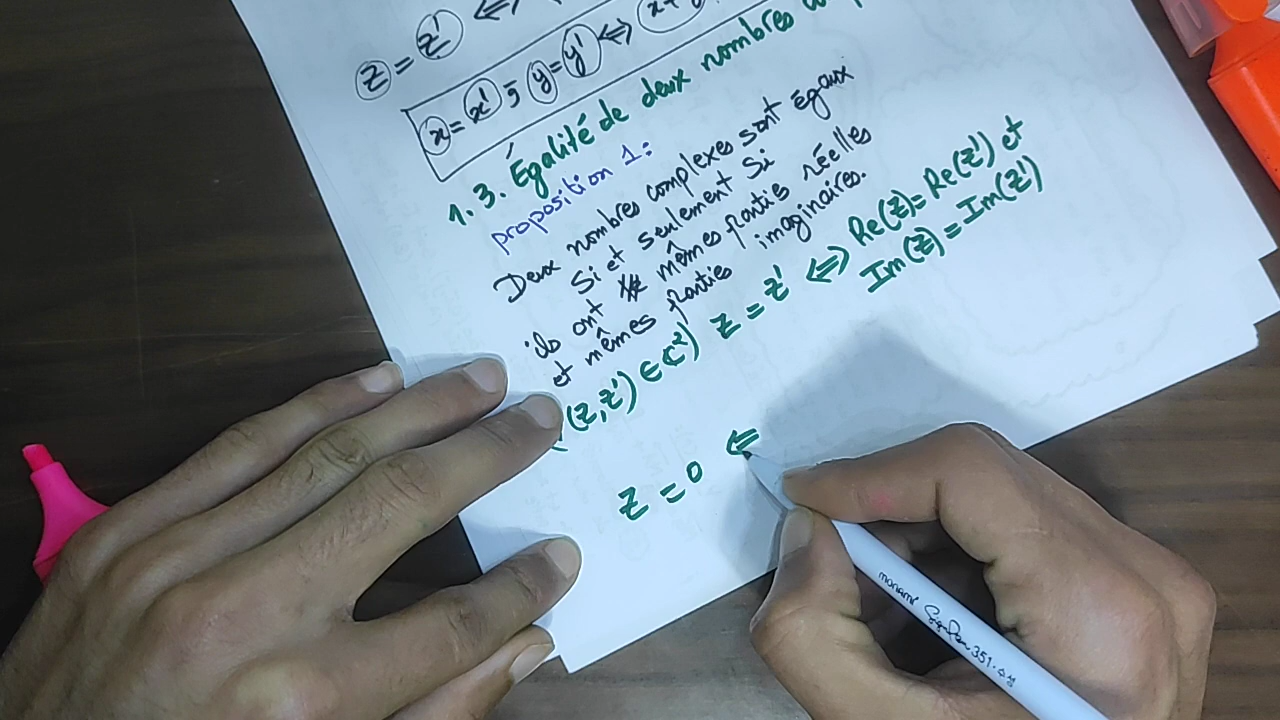 z = z' ⇔
x = x' ; y = y' ⇔
1. 3. Égalité de deux nombres
proposition 1:
Deux nombres complexes sont égaux
Si et seulement Si
ils ont mêmes parties réelles
et mêmes parties imaginaires.
(z,z') ∈ ℂ²) z = z' ⇔ Re(z) = Re(z') et
Im(z) = Im(z')
z = 0 ⇐
monami
351